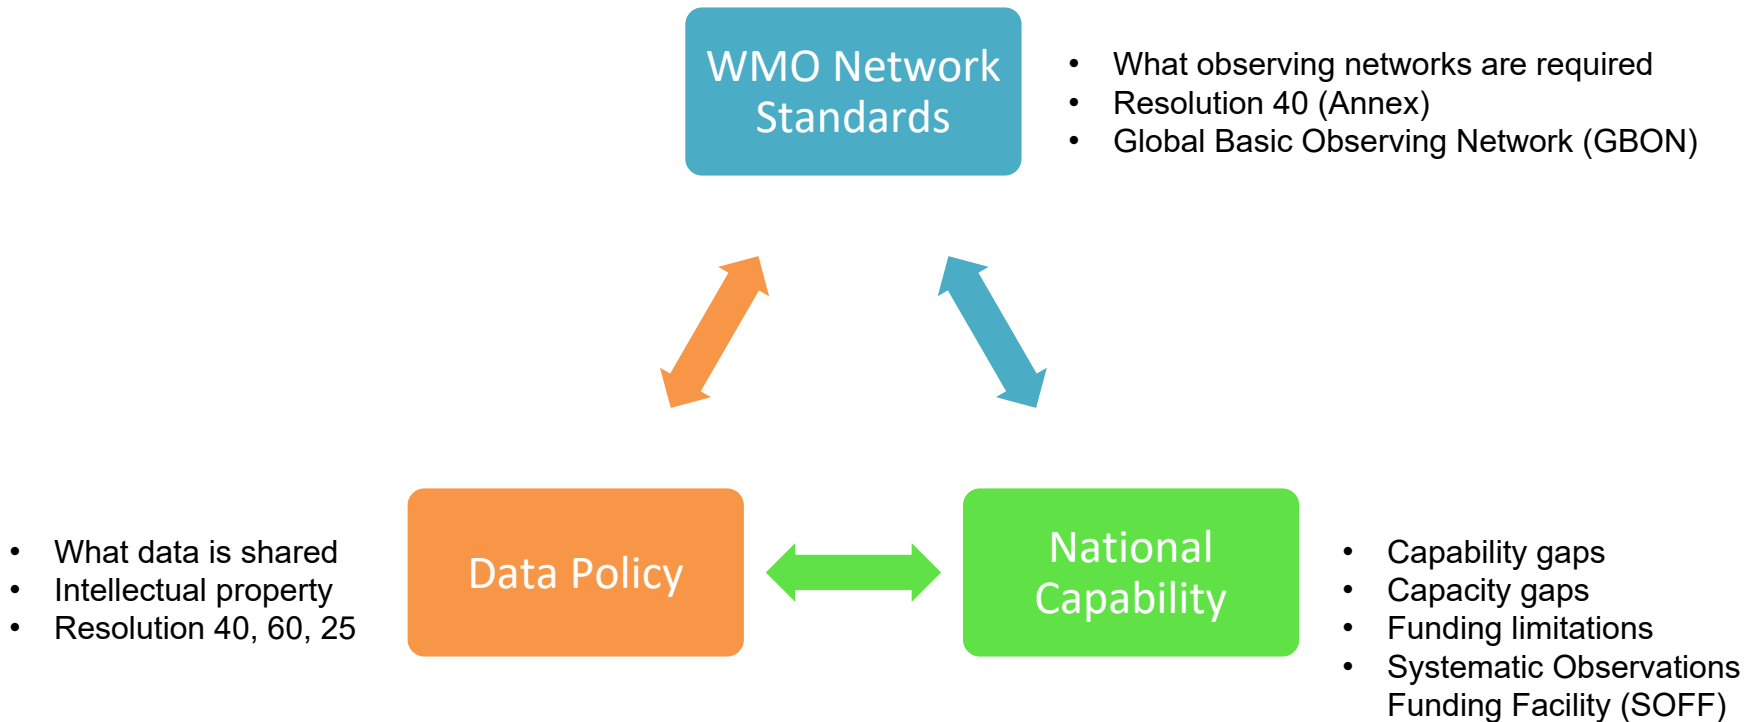 WMO Network
Standards
• What observing networks are required
• Resolution 40 (Annex)
• Global Basic Observing Network (GBON)
• What data is shared
• Intellectual property
• Resolution 40, 60, 25
Data Policy
National
Capability
• Capability gaps
• Capacity gaps
• Funding limitations
• Systematic Observations
Funding Facility (SOFF)